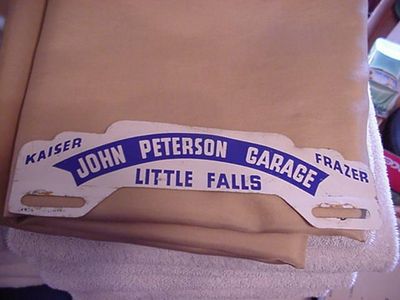 KAISER
JOHN PETERSON GARAGE
FRAZER
LITTLE FALLS